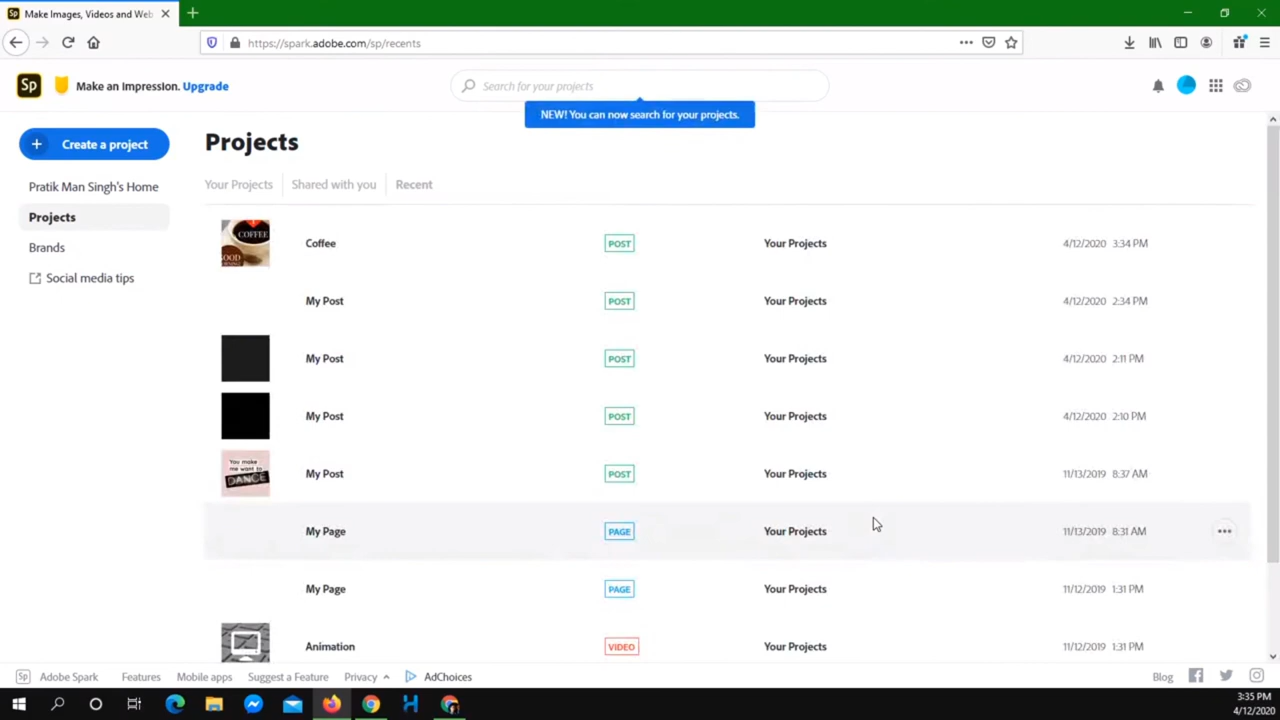 Sp Make Images, Videos and Web
https://spark.adobe.com/sp/recents
Sp Make an Impression. Upgrade
Search for your projects
NEW! You can now search for your projects.
Create a project
Projects
Pratik Man Singh's Home
Your Projects Shared with you Recent
Projects
Brands
Social media tips
COFFEE
Coffee POST Your Projects 4/12/2020 3:34 PM
My Post POST Your Projects 4/12/2020 2:34 PM
My Post POST Your Projects 4/12/2020 2:11 PM
My Post POST Your Projects 4/12/2020 2:10 PM
You make
me want to
DANCE
My Post POST Your Projects 11/13/2019 8:37 AM
My Page PAGE Your Projects 11/13/2019 8:31 AM
My Page PAGE Your Projects 11/12/2019 1:31 PM
Animation VIDEO Your Projects 11/12/2019 1:31 PM
Sp Adobe Spark Features Mobile apps Suggest a Feature Privacy AdChoices Blog
3:35 PM
4/12/2020